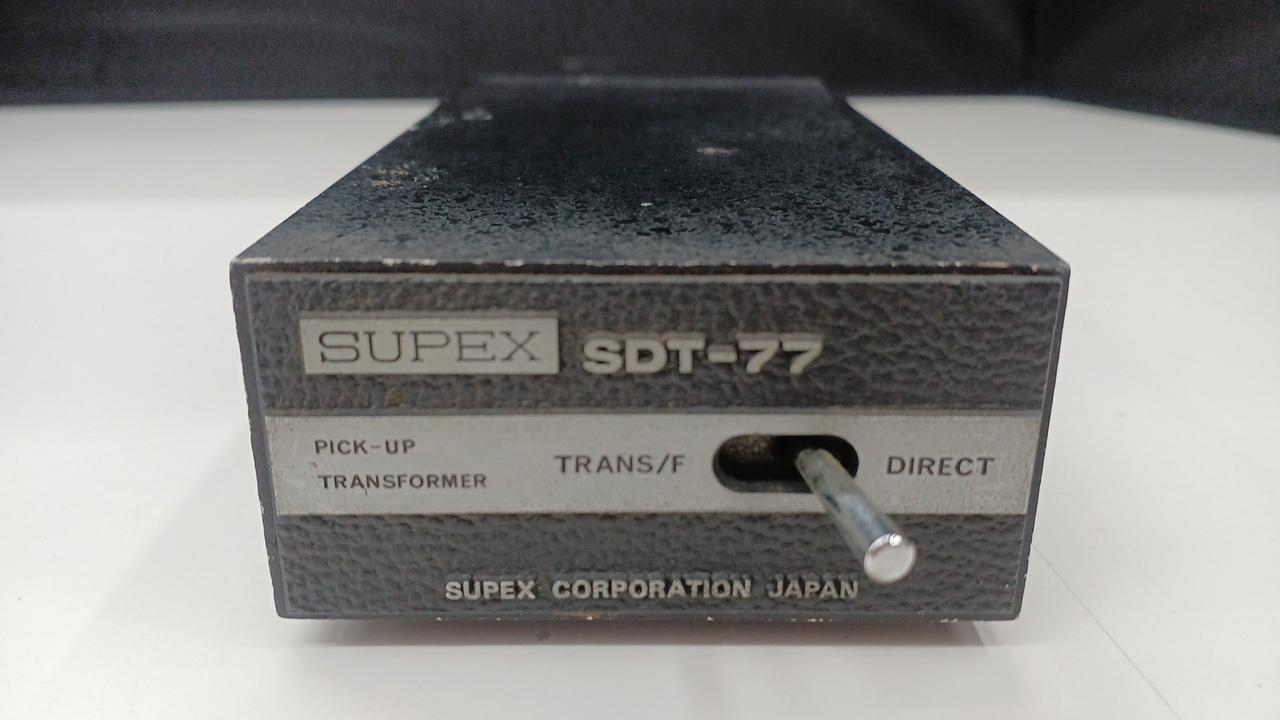 SUPEX SDT-77
PICK-UP
TRANSFORMER
TRANS/F DIRECT
SUPEX CORPORATION JAPAN